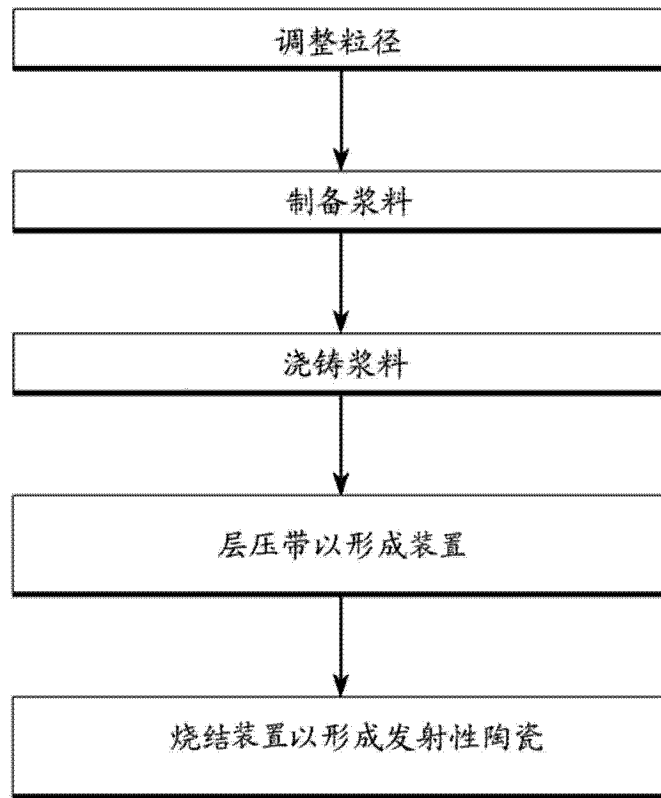 调整粒径
制备浆料
浇铸浆料
层压带以形成装置
烧结装置以形成发射性陶瓷